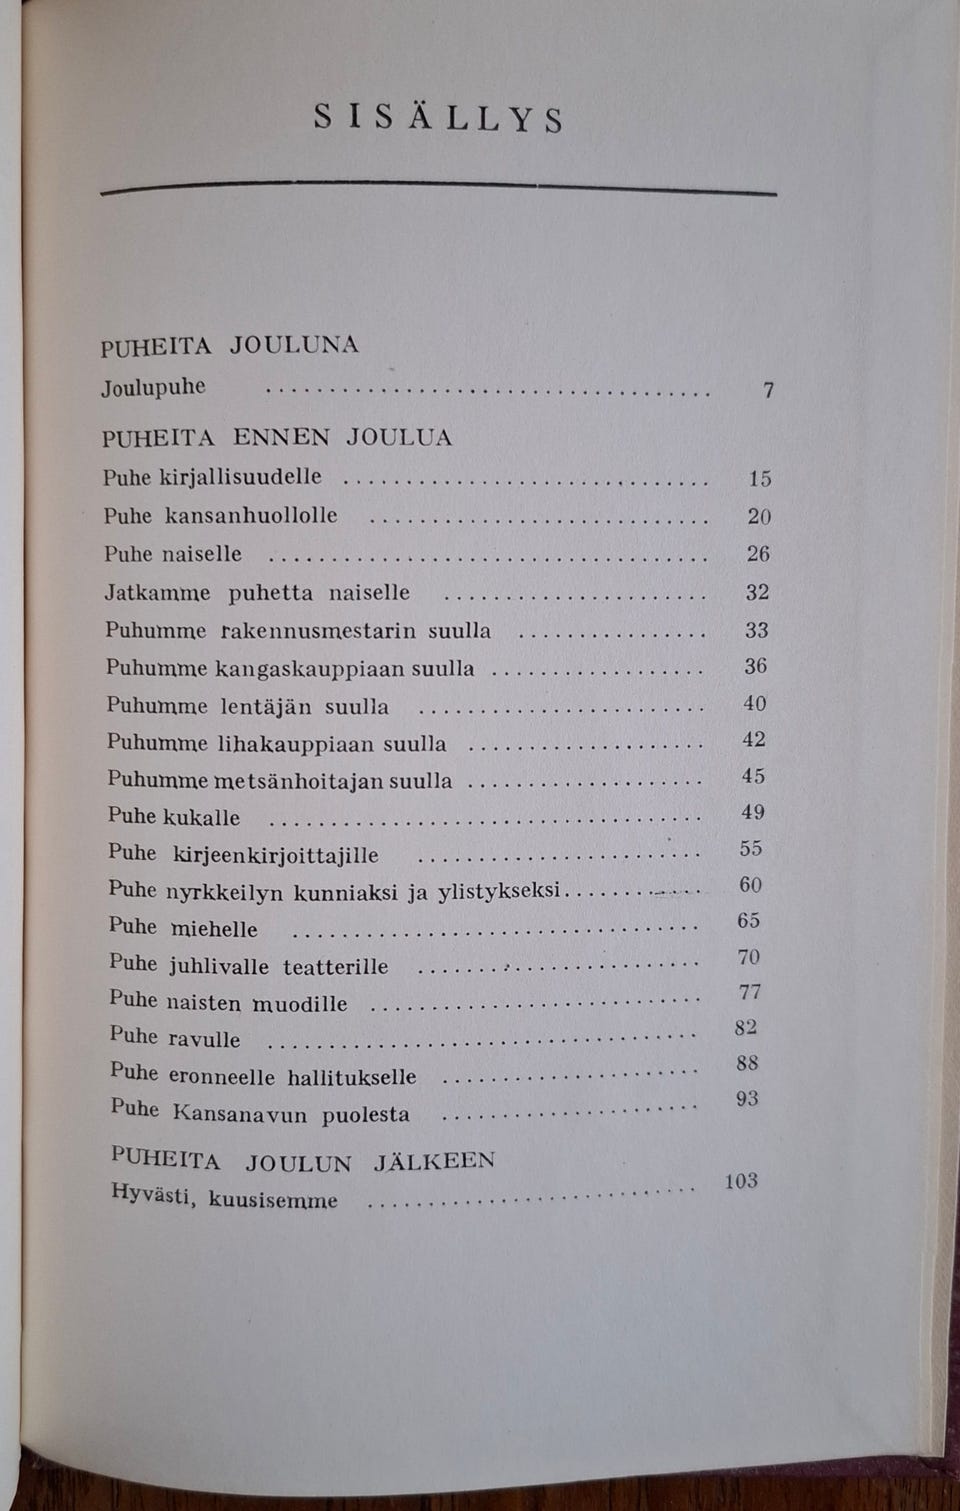 SISÄLLYS
PUHEITA JOULUNA
Joulupuhe .................................... 7
PUHEITA ENNEN JOULUA
Puhe kirjallisuudelle .............................. 15
Puhe kansanhuollolle ............................ 20
Puhe naiselle .................................... 26
Jatkamme puhetta naiselle ...................... 32
Puhumme rakennusmestarin suulla ................ 33
Puhumme kangaskauppiaan suulla .................. 36
Puhumme lentäjän suulla ........................ 40
Puhumme lihakauppiaan suulla .................... 42
Puhumme metsänhoitajan suulla .................... 45
Puhe kukalle .................................... 49
Puhe kirjeenkirjoittajille ........................ 55
Puhe nyrkkeilyn kunniaksi ja ylistykseksi............ 60
Puhe miehelle .................................. 65
Puhe juhlivalle teatterille ........................ 70
Puhe naisten muodille ............................ 77
Puhe ravulle .................................... 82
Puhe eronneelle hallitukselle ...................... 88
Puhe Kansanavun puolesta ...................... 93
PUHEITA JOULUN JÄLKEEN
Hyvästi, kuusisemme ............................ 103